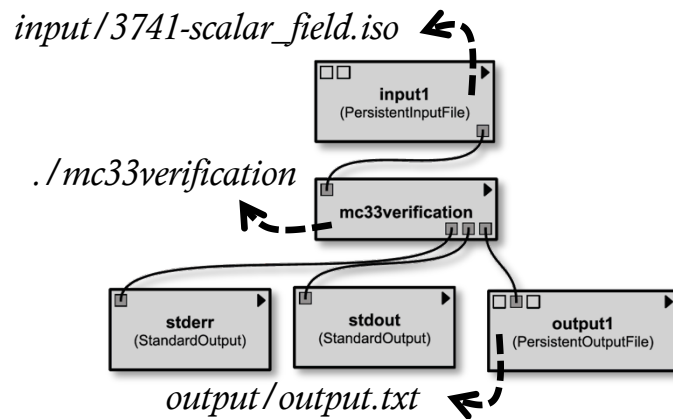 input/3741-scalar_field.iso
input1
(PersistentInputFile)
./mc33verification
mc33verification
stderr
(StandardOutput)
stdout
(StandardOutput)
output1
(PersistentOutputFile)
output/output.txt